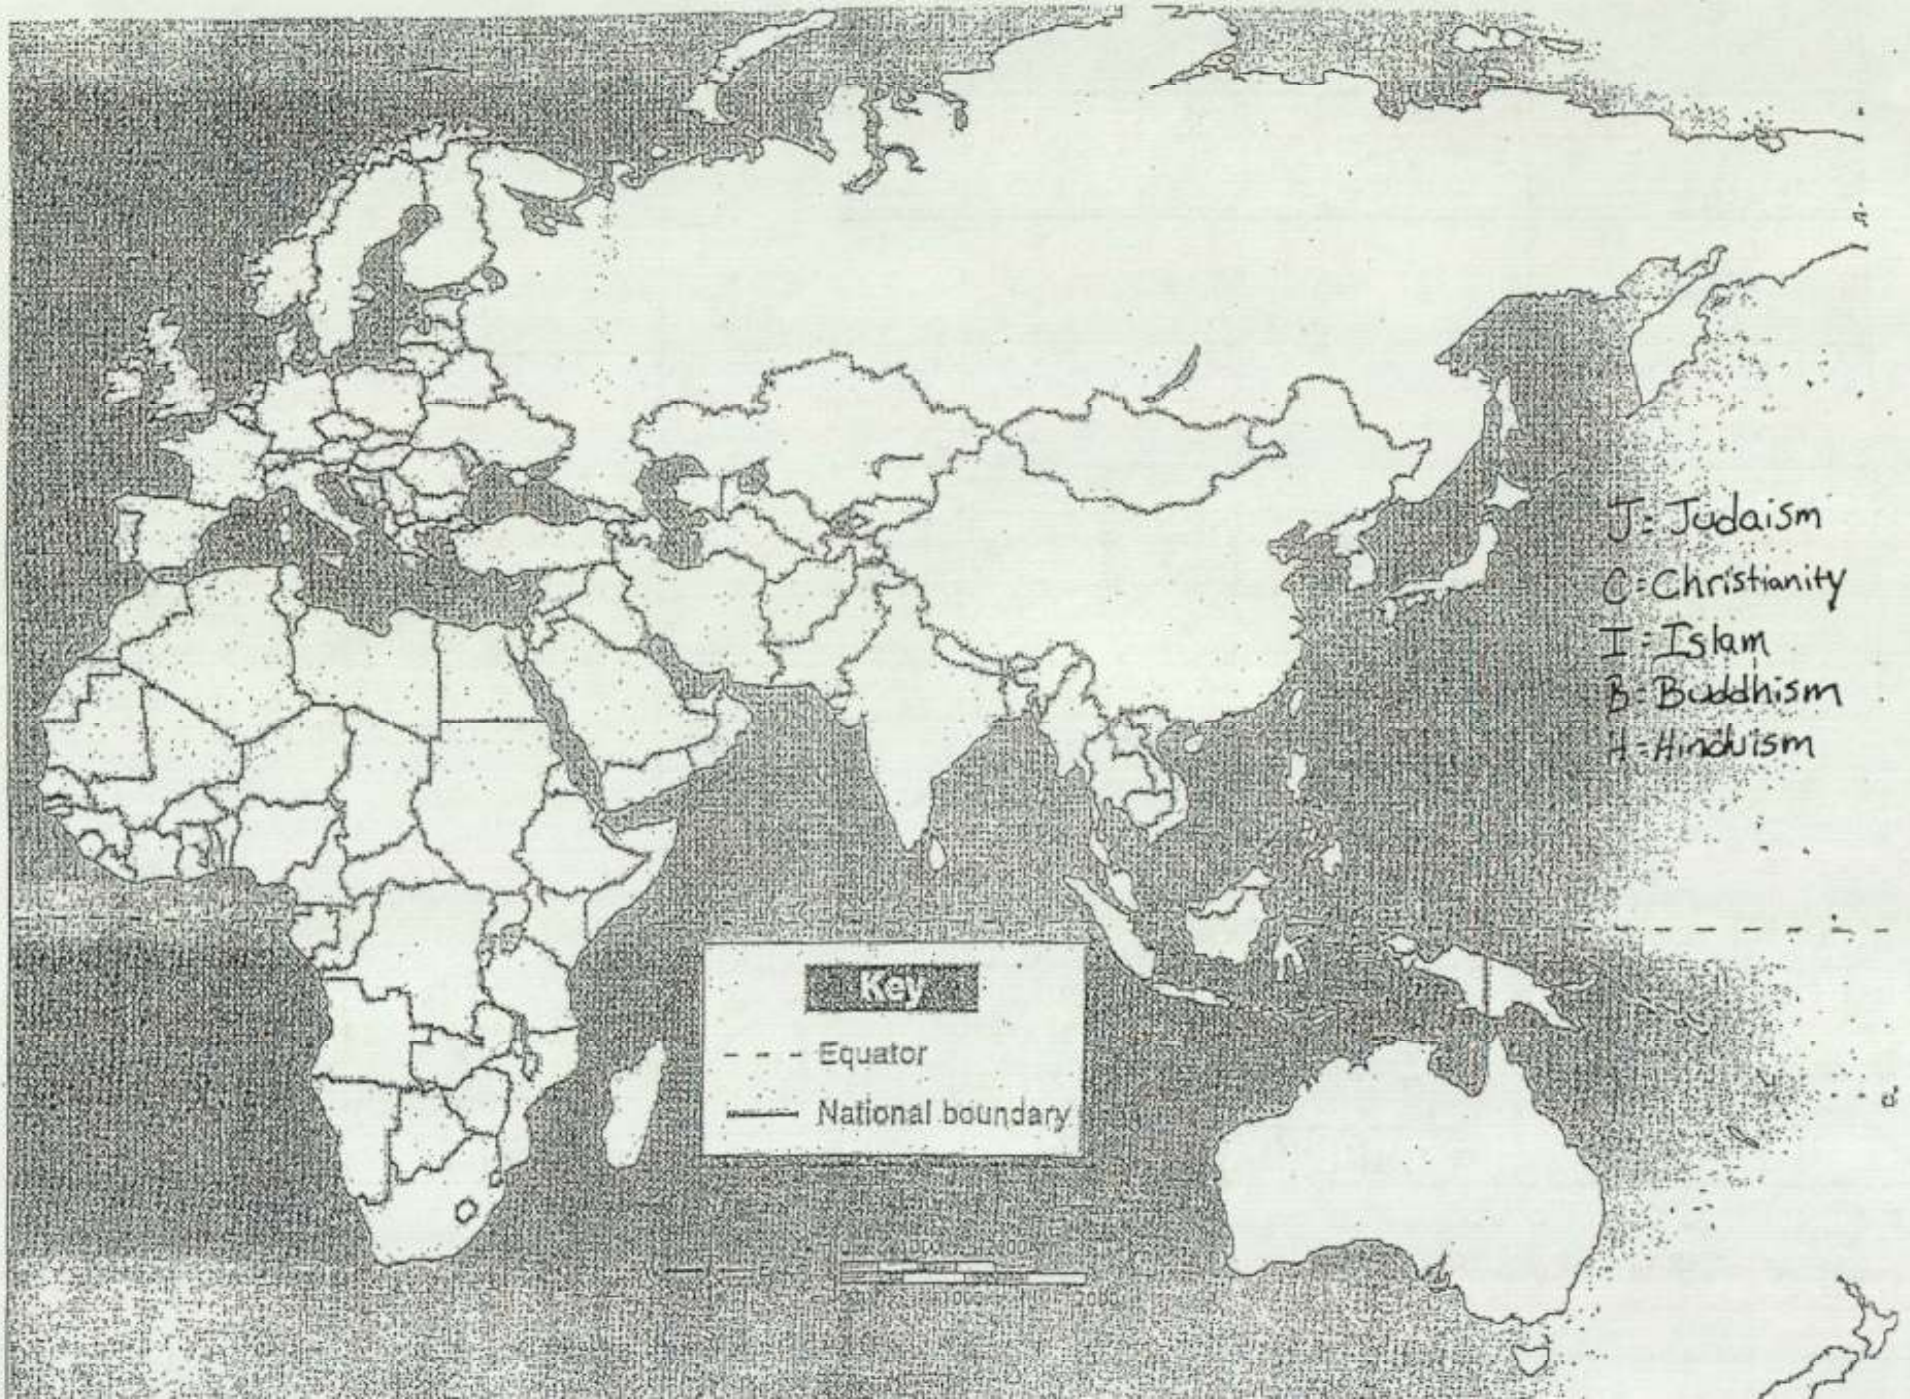 J = Judaism
C = Christianity
I = Islam
B = Buddhism
H = Hinduism
Key
Equator
National boundary